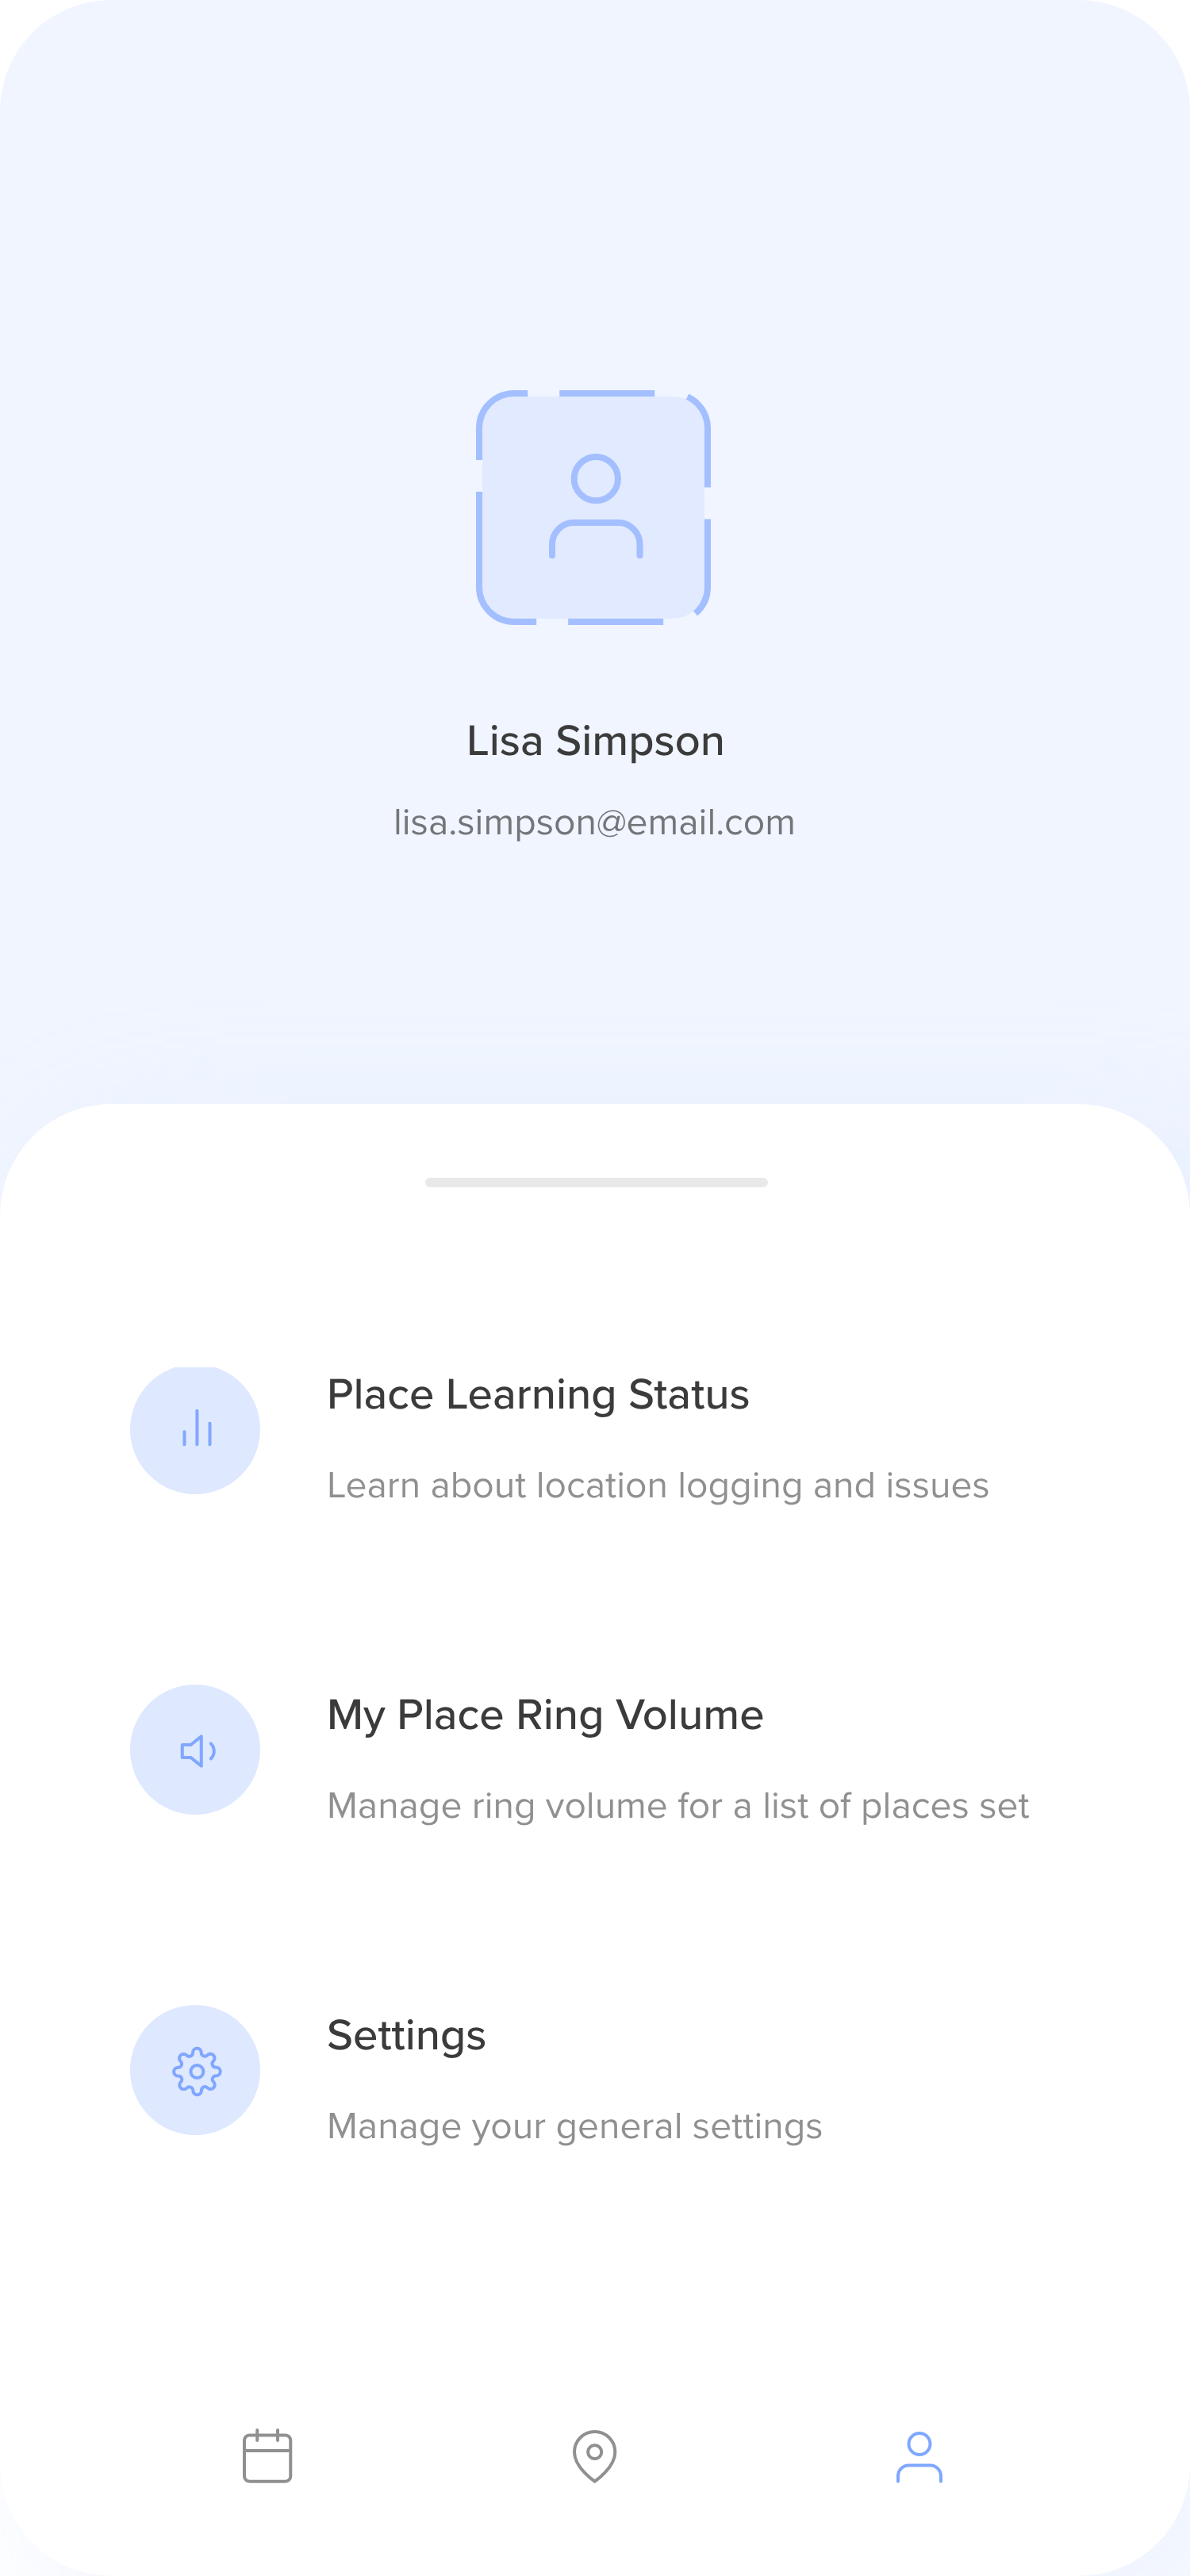 Lisa Simpson
lisa.simpson@email.com
Place Learning Status
Learn about location logging and issues
My Place Ring Volume
Manage ring volume for a list of places set
Settings
Manage your general settings